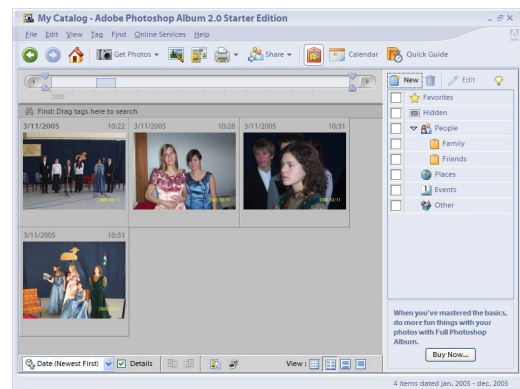 My Catalog - Adobe Photoshop Album 2.0 Starter Edition
File Edit View Tag Find Online Services Help
Get Photos Share Calendar Quick Guide
2005
New Edit
Find: Drag tags here to search
Favorites
Hidden
People
Family
Friends
Places
Events
Other
3/11/2005 10:22 3/11/2005 10:28 3/11/2005 10:31
3/11/2005 10:33
When you've mastered the basics,
do more fun things with your
photos with Full Photoshop
Album.
Buy Now...
Date (Newest First) Details View :
4 items dated jan. 2005 - dec. 2005